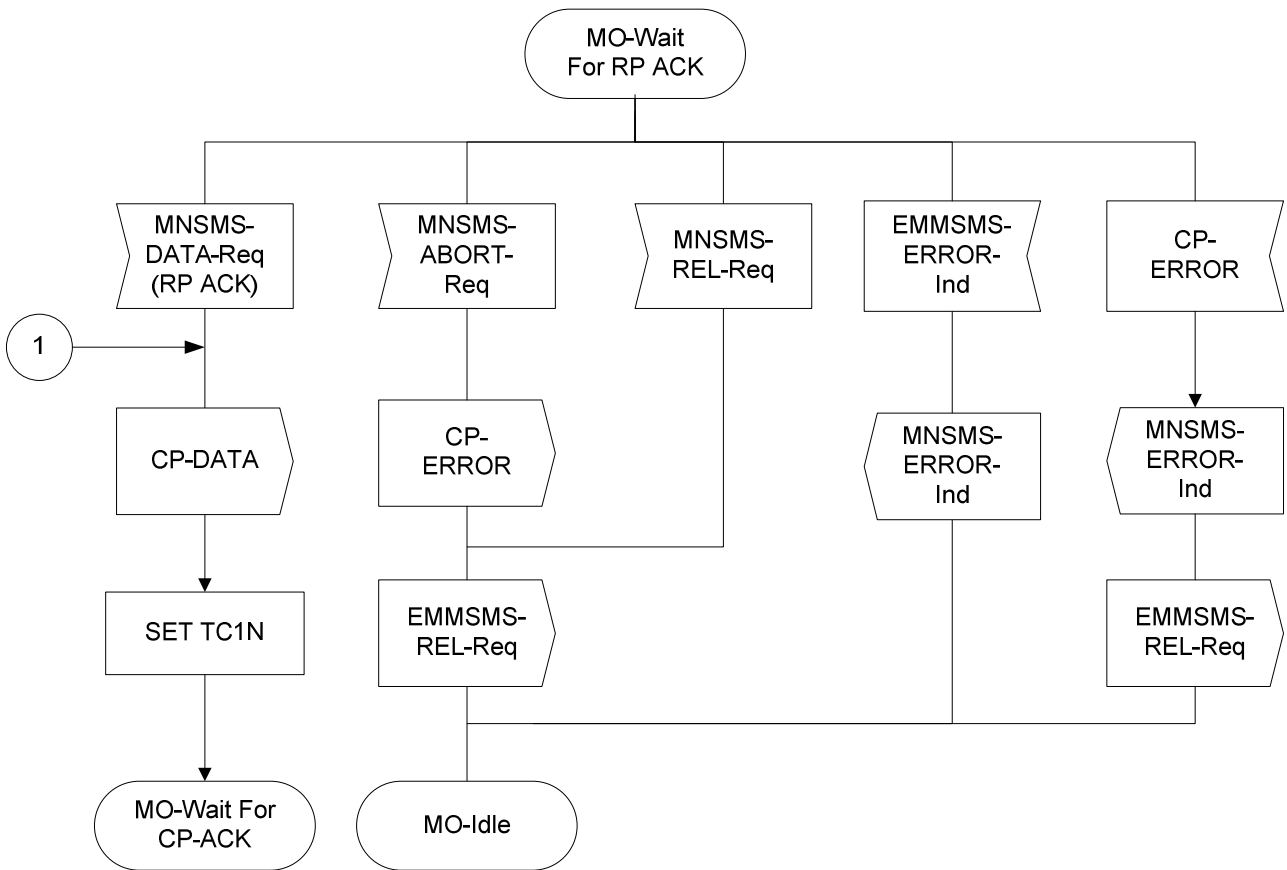 MO-Wait
For RP ACK
MNSMS-
DATA-Req
(RP ACK)
MNSMS-
ABORT-
Req
MNSMS-
REL-Req
EMMSMS-
ERROR-
Ind
CP-
ERROR
1
CP-DATA
CP-
ERROR
MNSMS-
ERROR-
Ind
MNSMS-
ERROR-
Ind
SET TC1N
EMMSMS-
REL-Req
EMMSMS-
REL-Req
MO-Wait For
CP-ACK
MO-Idle